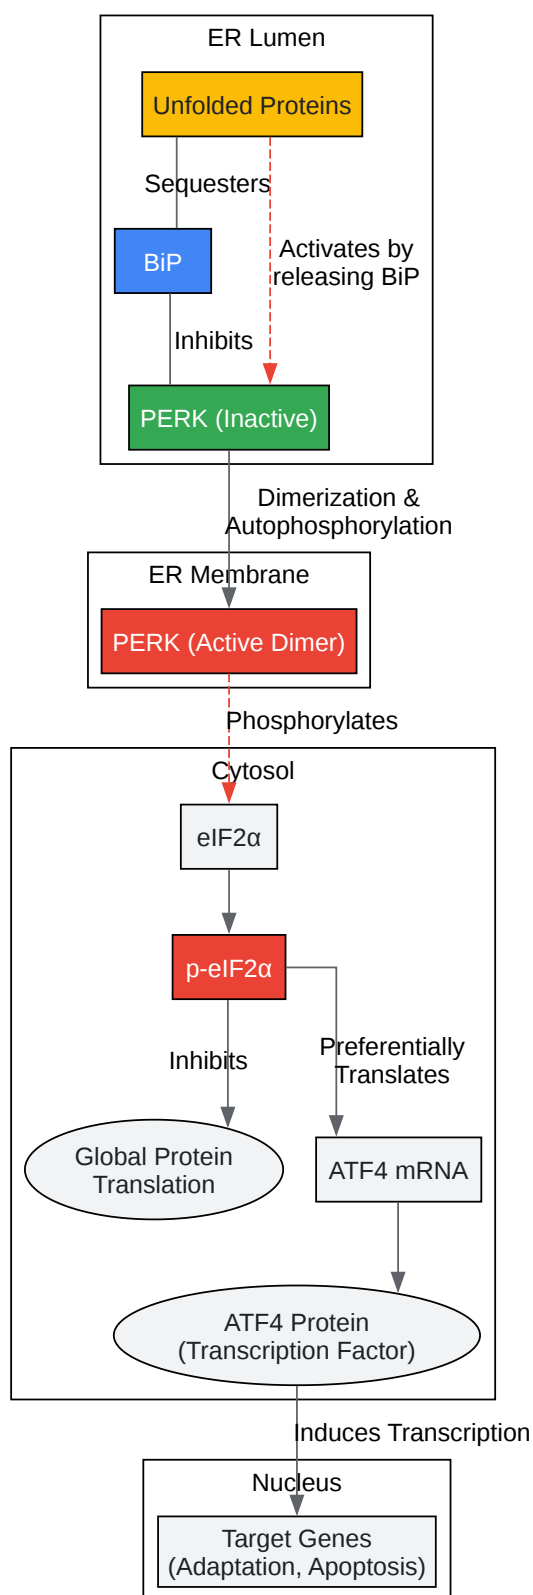 ER Lumen
Unfolded Proteins
Sequesters
Activates by
releasing BiP
BiP
Inhibits
PERK (Inactive)
Dimerization &
Autophosphorylation
ER Membrane
PERK (Active Dimer)
Phosphorylates
Cytosol
eIF2α
p-eIF2α
Inhibits
Preferentially
Translates
Global Protein
Translation
ATF4 mRNA
ATF4 Protein
(Transcription Factor)
Induces Transcription
Nucleus
Target Genes
(Adaptation, Apoptosis)